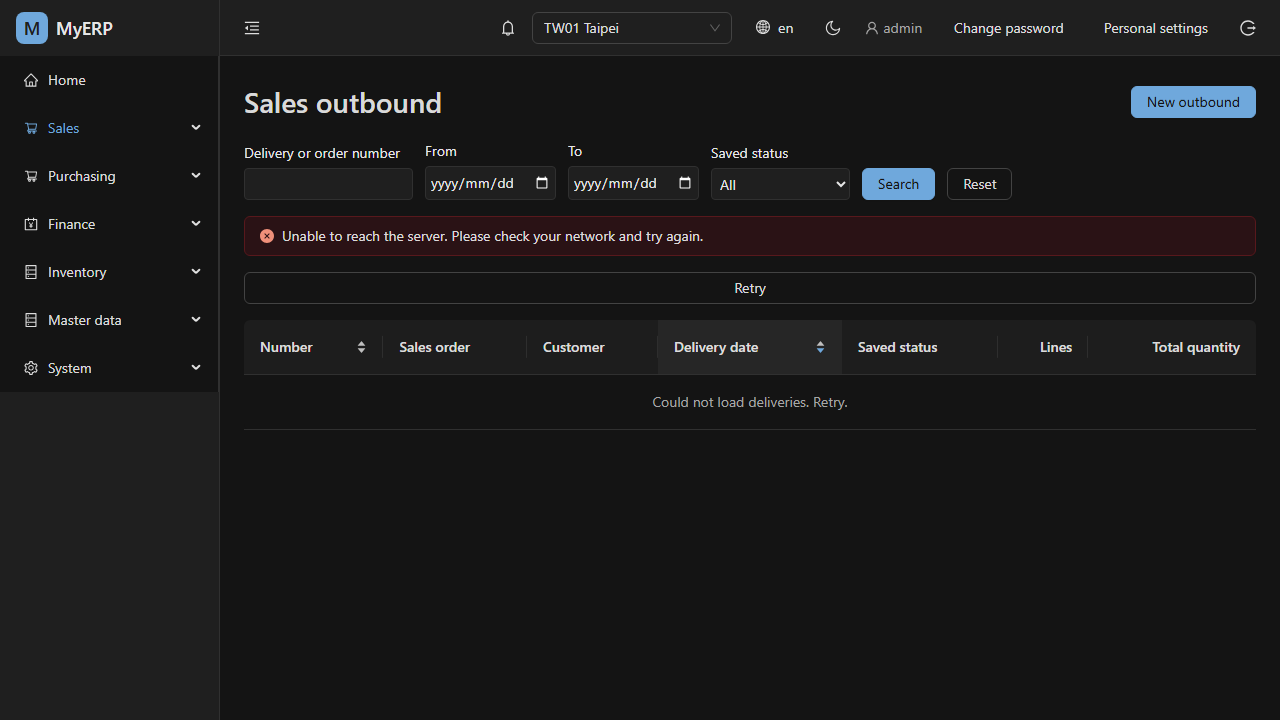 M MyERP
TW01 Taipei
en
admin
Change password
Personal settings
Home
Sales
Purchasing
Finance
Inventory
Master data
System
Sales outbound
New outbound
Delivery or order number
From
To
Saved status
yyyy/mm/dd
yyyy/mm/dd
All
Search
Reset
Unable to reach the server. Please check your network and try again.
Retry
Number Sales order Customer Delivery date Saved status Lines Total quantity
Could not load deliveries. Retry.